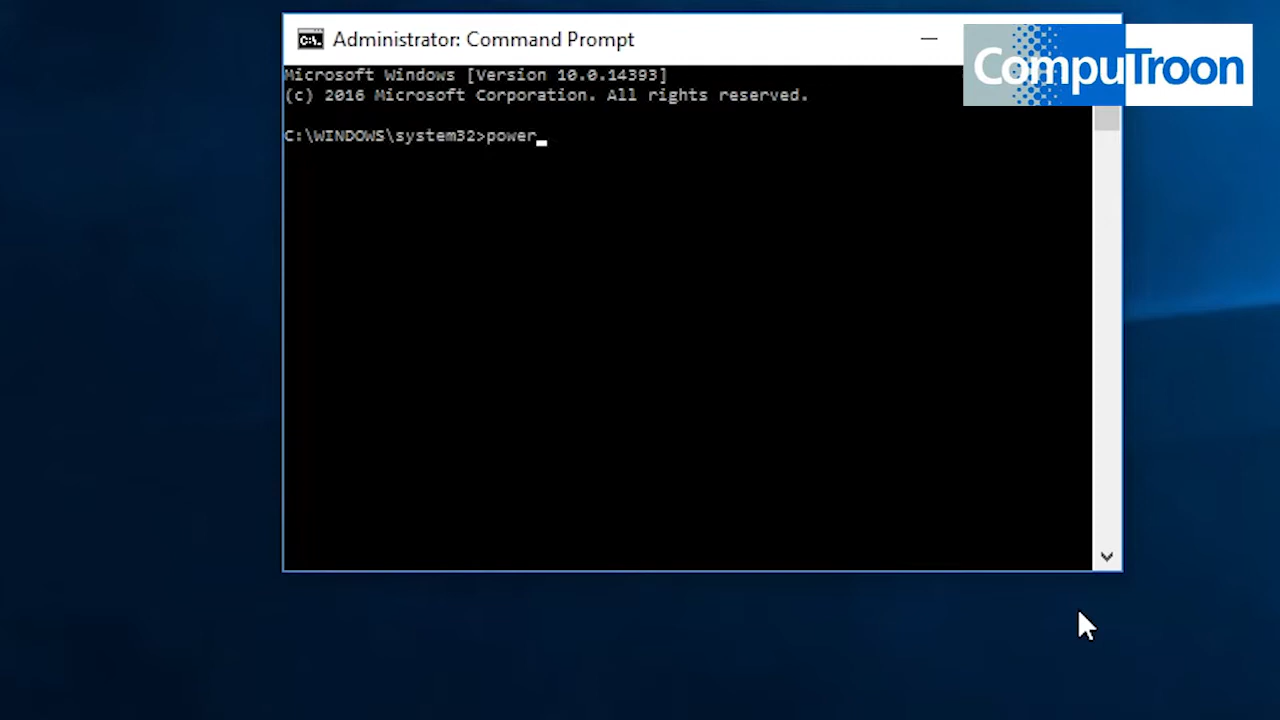 Administrator: Command Prompt
CompuTroon
Microsoft Windows [Version 10.0.14393]
(c) 2016 Microsoft Corporation. All rights reserved.
C:\WINDOWS\system32>power